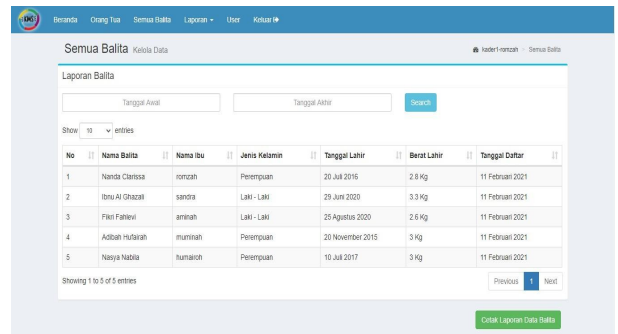 KMS
Beranda Orang Tua Semua Balita Laporan User Keluar
Semua Balita Kelola Data
kader1-romzah Semua Balita
Laporan Balita
Tanggal Awal Tanggal Akhir Search
Show 10 entries
No Nama Balita Nama Ibu Jenis Kelamin Tanggal Lahir Berat Lahir Tanggal Daftar
1 Nanda Clarissa romzah Perempuan 20 Juli 2016 2.8 Kg 11 Februari 2021
2 Ibnu Al Ghazali sandra Laki - Laki 29 Juni 2020 3.3 Kg 11 Februari 2021
3 Fikri Fahlevi aminah Laki - Laki 25 Agustus 2020 2.6 Kg 11 Februari 2021
4 Adibah Hufairah muminah Perempuan 20 November 2015 3 Kg 11 Februari 2021
5 Nasya Nabila humairoh Perempuan 10 Juli 2017 3 Kg 11 Februari 2021
Showing 1 to 5 of 5 entries
Previous 1 Next
Cetak Laporan Data Balita